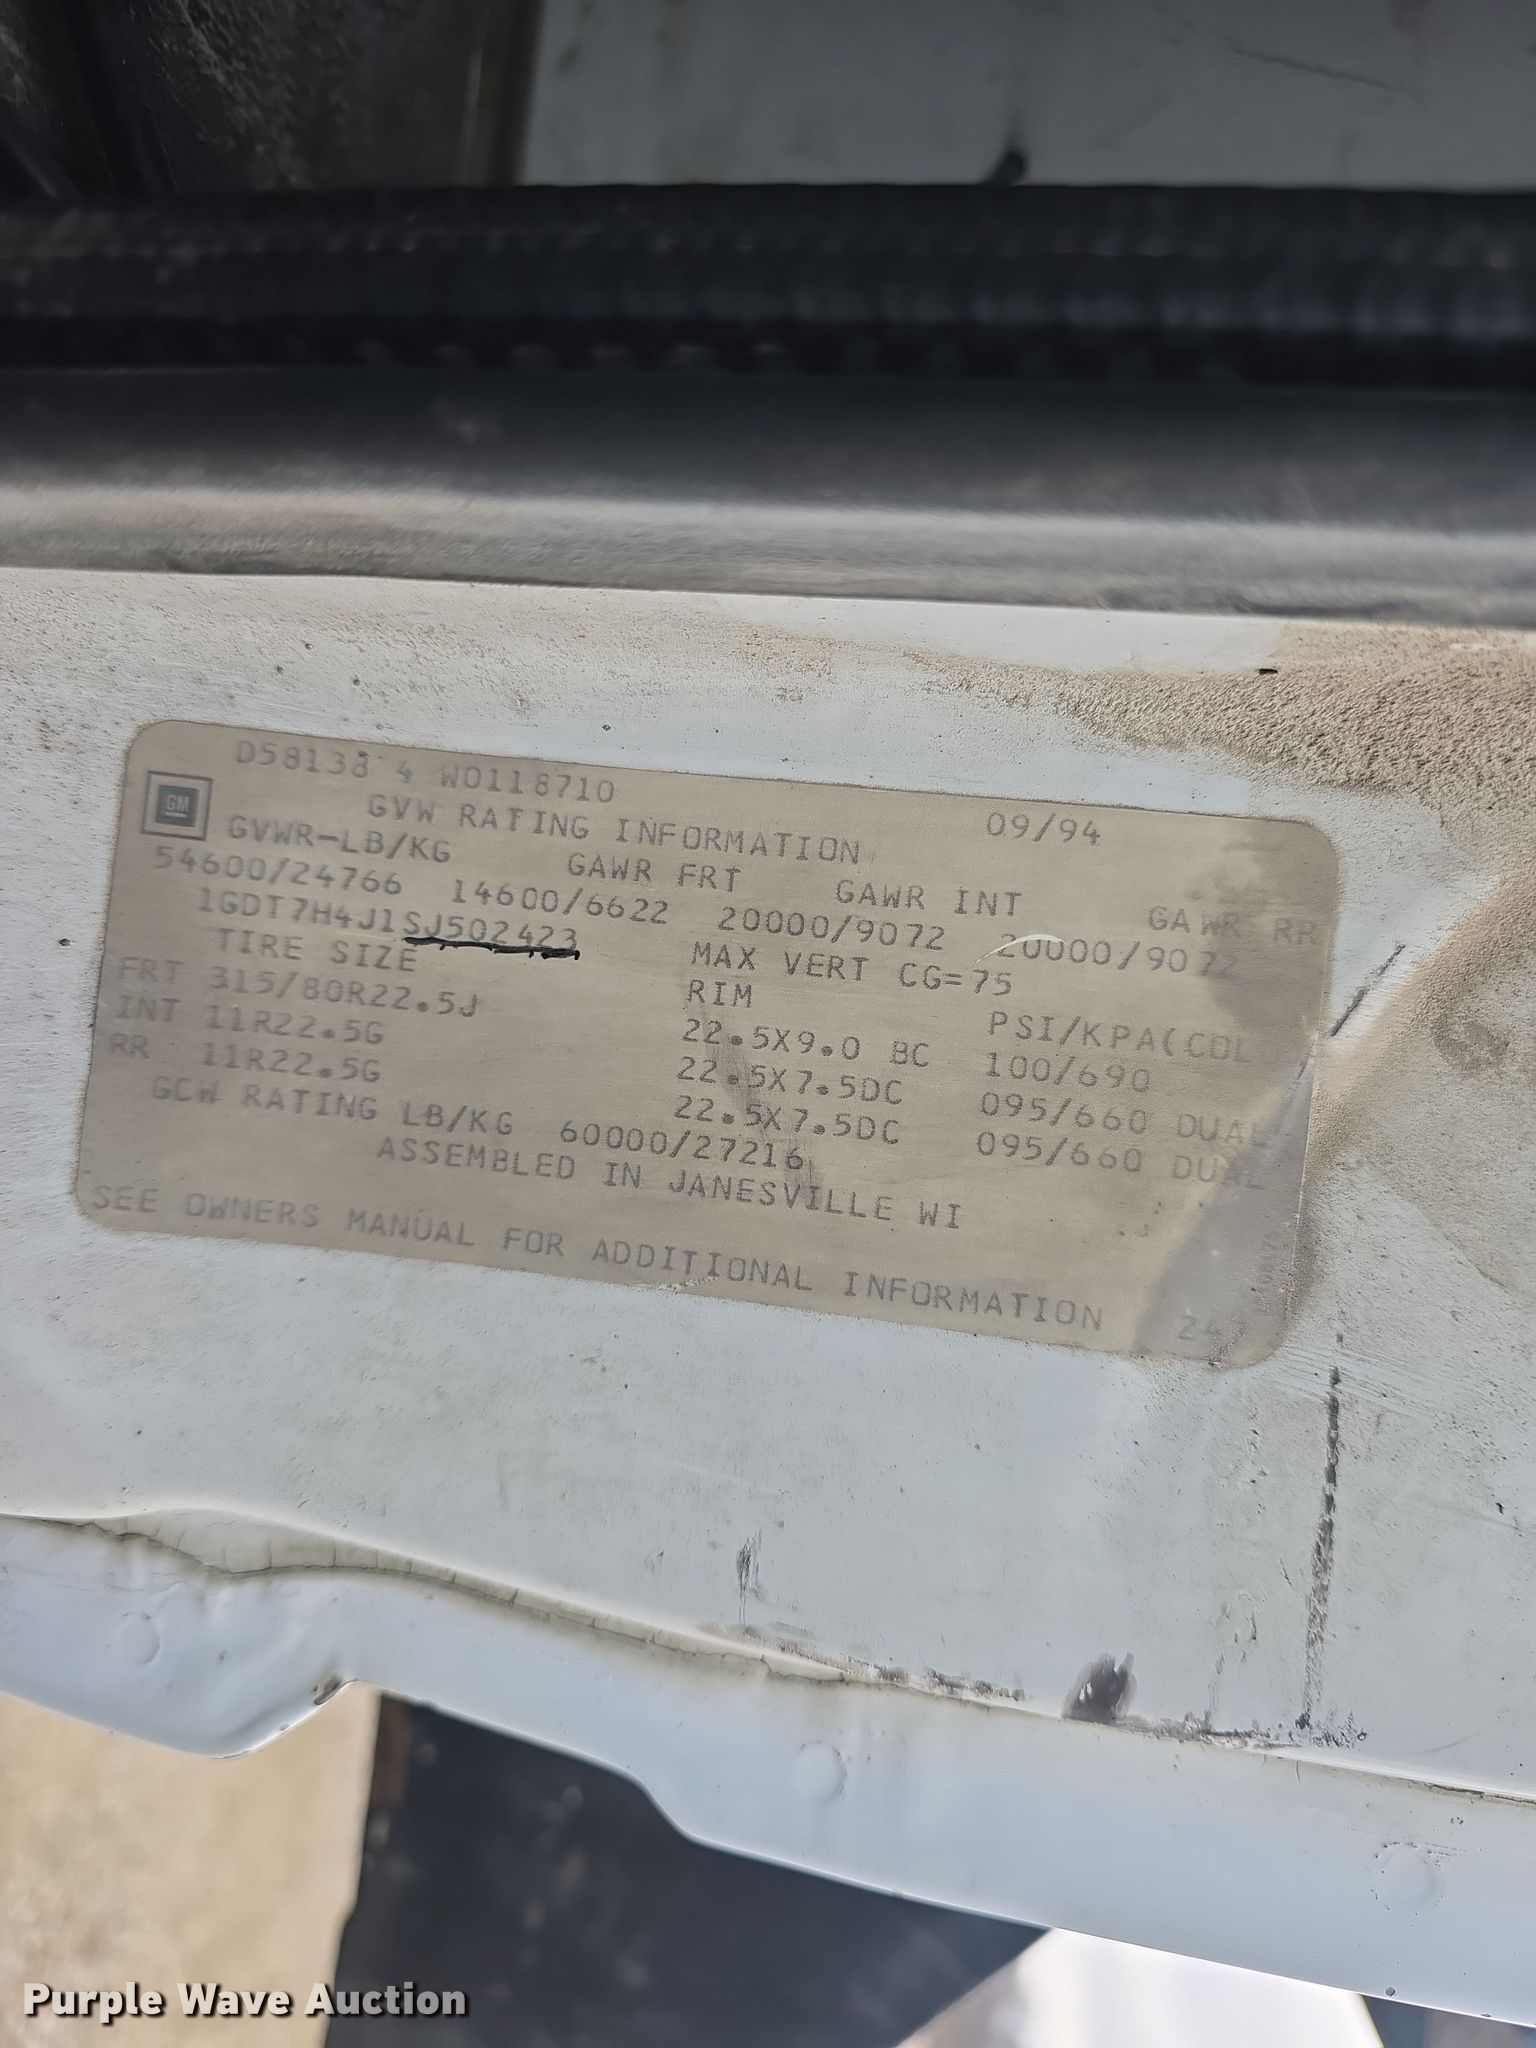 D58138 4 W0118710 09/94
GM GVW RATING INFORMATION
GVWR-LB/KG GAWR FRT GAWR INT GAWR RR
54600/24766 14600/6622 20000/9072 20000/9072
1GDT7H4J1SJ502423 MAX VERT CG=75
TIRE SIZE RIM PSI/KPA(COL
FRT 315/80R22.5J 22.5X9.0 BC 100/690
INT 11R22.5G 22.5X7.5DC 095/660 DUAL
RR 11R22.5G 22.5X7.5DC 095/660 DUAL
GCW RATING LB/KG 60000/27216
ASSEMBLED IN JANESVILLE WI
SEE OWNERS MANUAL FOR ADDITIONAL INFORMATION
Purple Wave Auction